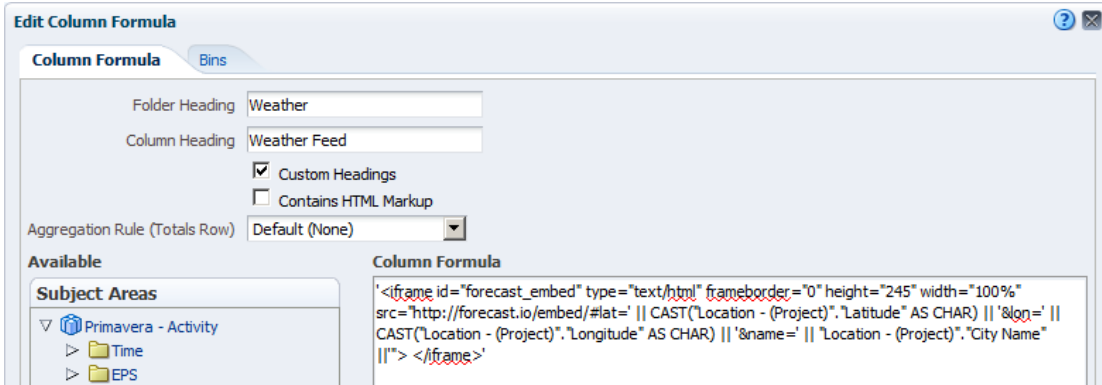 Edit Column Formula
Column Formula
Bins
Folder Heading Weather
Column Heading Weather Feed
Custom Headings
Contains HTML Markup
Aggregation Rule (Totals Row) Default (None)
Available
Column Formula
Subject Areas
Primavera - Activity
Time
EPS
'<iframe id="forecast_embed" type="text/html" frameborder="0" height="245" width="100%"
src="http://forecast.io/embed/#lat=' || CAST("Location - (Project)"."Latitude" AS CHAR) || '&lon=' ||
CAST("Location - (Project)"."Longitude" AS CHAR) || '&name=' || "Location - (Project)"."City Name"
||'"> </iframe>'